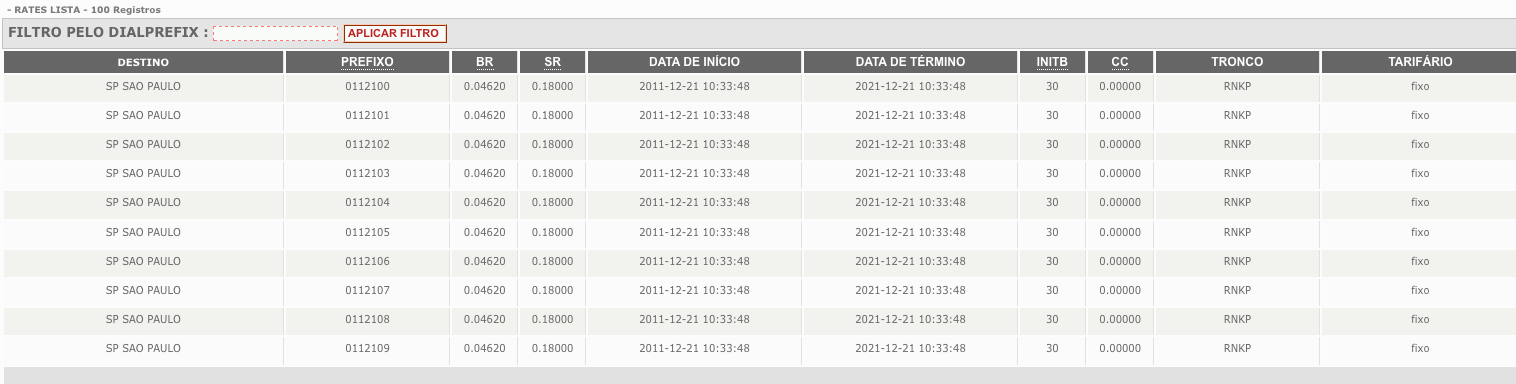 - RATES LISTA - 100 Registros
FILTRO PELO DIALPREFIX : APLICAR FILTRO
DESTINO PREFIXO BR SR DATA DE INÍCIO DATA DE TÉRMINO INITB CC TRONCO TARIFÁRIO
SP SAO PAULO 0112100 0.04620 0.18000 2011-12-21 10:33:48 2021-12-21 10:33:48 30 0.00000 RNKP fixo
SP SAO PAULO 0112101 0.04620 0.18000 2011-12-21 10:33:48 2021-12-21 10:33:48 30 0.00000 RNKP fixo
SP SAO PAULO 0112102 0.04620 0.18000 2011-12-21 10:33:48 2021-12-21 10:33:48 30 0.00000 RNKP fixo
SP SAO PAULO 0112103 0.04620 0.18000 2011-12-21 10:33:48 2021-12-21 10:33:48 30 0.00000 RNKP fixo
SP SAO PAULO 0112104 0.04620 0.18000 2011-12-21 10:33:48 2021-12-21 10:33:48 30 0.00000 RNKP fixo
SP SAO PAULO 0112105 0.04620 0.18000 2011-12-21 10:33:48 2021-12-21 10:33:48 30 0.00000 RNKP fixo
SP SAO PAULO 0112106 0.04620 0.18000 2011-12-21 10:33:48 2021-12-21 10:33:48 30 0.00000 RNKP fixo
SP SAO PAULO 0112107 0.04620 0.18000 2011-12-21 10:33:48 2021-12-21 10:33:48 30 0.00000 RNKP fixo
SP SAO PAULO 0112108 0.04620 0.18000 2011-12-21 10:33:48 2021-12-21 10:33:48 30 0.00000 RNKP fixo
SP SAO PAULO 0112109 0.04620 0.18000 2011-12-21 10:33:48 2021-12-21 10:33:48 30 0.00000 RNKP fixo